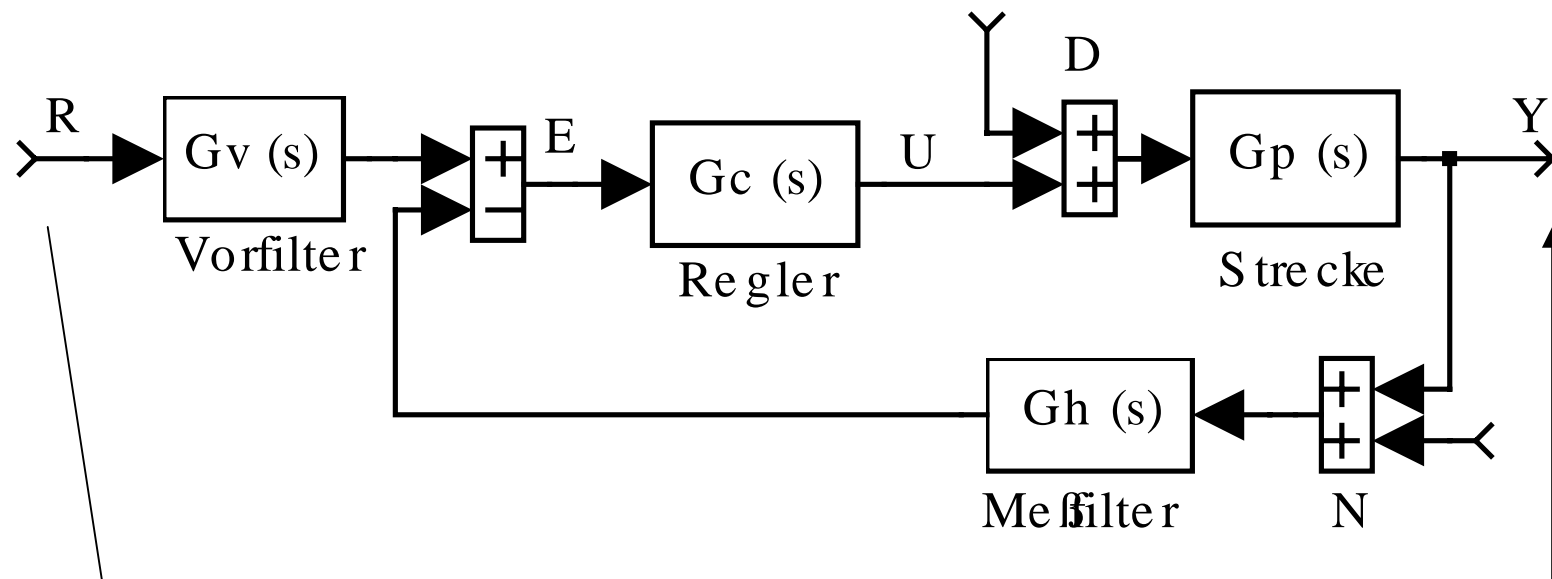 D
R
Y
Gv (s)
+
E
Gc (s)
U
+
+
Gp (s)
−
Vorfilter
Regler
Strecke
Gh (s)
+
+
Meßfilter
N